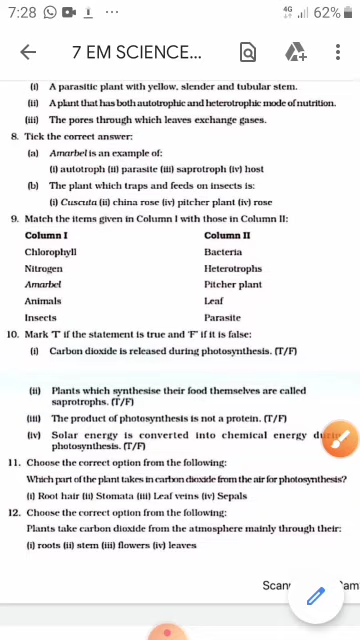 7:28 4G 62%
7 EM SCIENCE...
(i) A parasitic plant with yellow, slender and tubular stem.
(ii) A plant that has both autotrophic and heterotrophic mode of nutrition.
(iii) The pores through which leaves exchange gases.
8. Tick the correct answer:
(a) Amarbel is an example of:
(i) autotroph (ii) parasite (iii) saprotroph (iv) host
(b) The plant which traps and feeds on insects is:
(i) Cuscuta (ii) china rose (iv) pitcher plant (iv) rose
9. Match the items given in Column I with those in Column II:
Column I Column II
Chlorophyll Bacteria
Nitrogen Heterotrophs
Amarbel Pitcher plant
Animals Leaf
Insects Parasite
10. Mark 'T' if the statement is true and 'F' if it is false:
(i) Carbon dioxide is released during photosynthesis. (T/F)
(ii) Plants which synthesise their food themselves are called
saprotrophs. (T/F)
(iii) The product of photosynthesis is not a protein. (T/F)
(iv) Solar energy is converted into chemical energy
photosynthesis. (T/F)
11. Choose the correct option from the following:
Which part of the plant takes in carbon dioxide from the air for photosynthesis?
(i) Root hair (ii) Stomata (iii) Leaf veins (iv) Sepals
12. Choose the correct option from the following:
Plants take carbon dioxide from the atmosphere mainly through their:
(i) roots (ii) stem (iii) flowers (iv) leaves